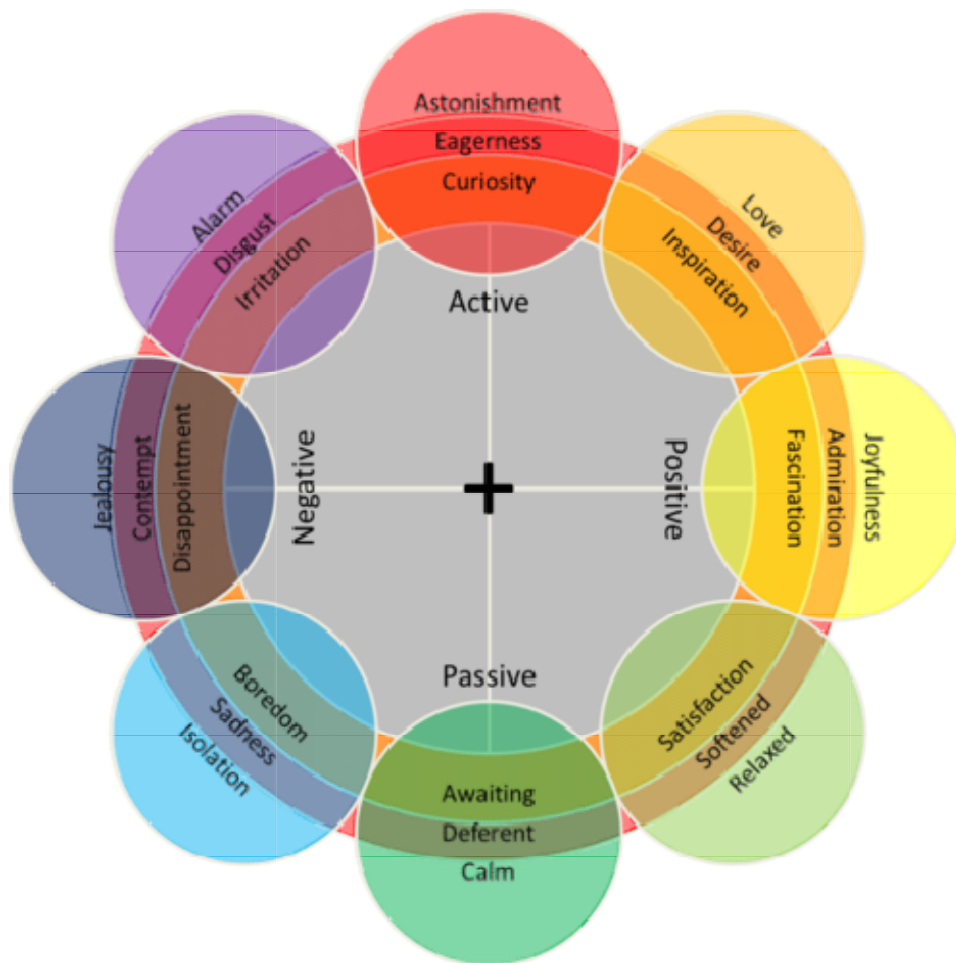 Astonishment
Eagerness
Curiosity
Love
Desire
Inspiration
Joyfulness
Admiration
Fascination
Satisfaction
Softened
Relaxed
Awaiting
Deferent
Calm
Boredom
Sadness
Isolation
Jealousy
Contempt
Disappointment
Alarm
Disgust
Irritation
Active
Positive
Passive
Negative